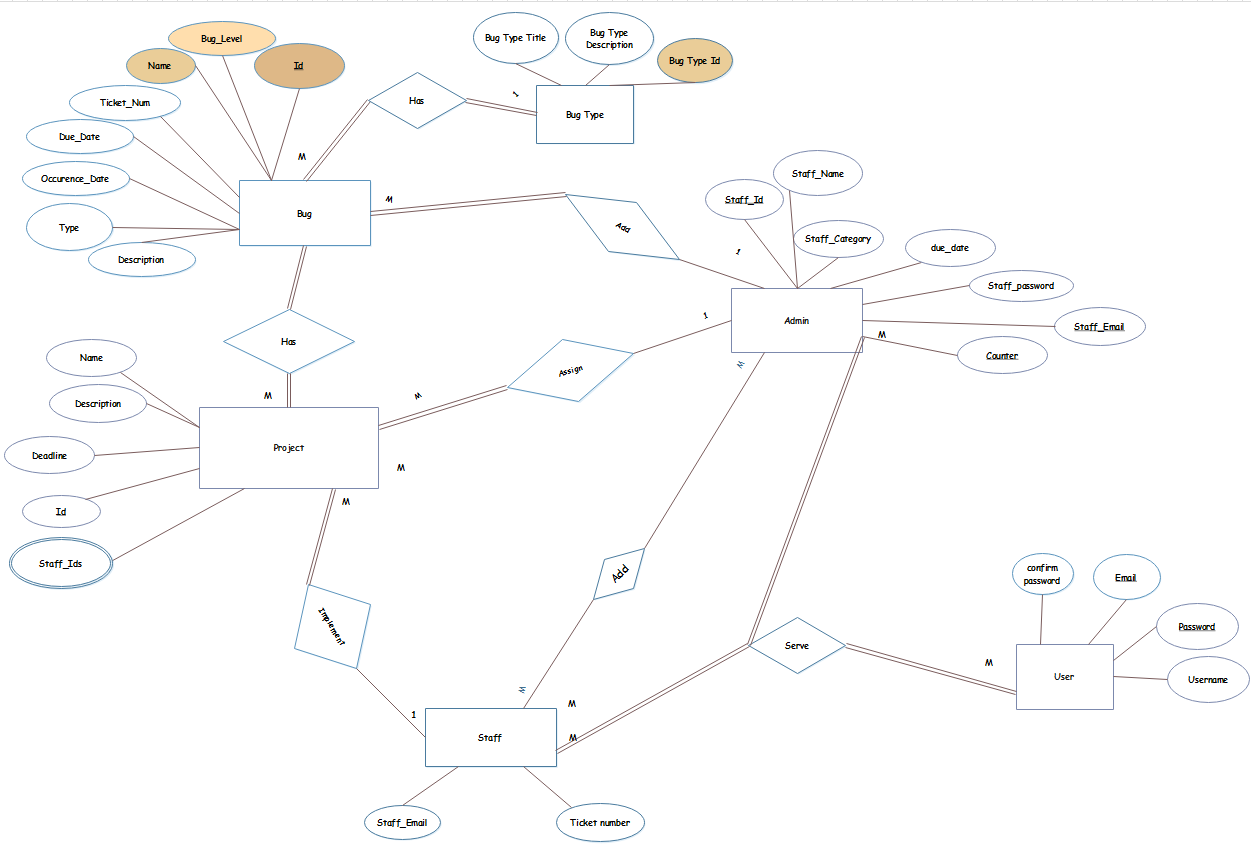 Bug Type Title
Bug Type
Description
Bug_Level
Name
Id
Bug Type Id
Ticket_Num
Has
1
Bug Type
Due_Date
M
Occurence_Date
Staff_Name
M
Staff_Id
Bug
Type
Add
Staff_Category
due_date
1
Description
Staff_password
Admin
1
Staff_Email
M
Has
Counter
Name
M
Assign
M
M
Description
Project
Deadline
M
M
Id
Staff_Ids
confirm
password
Email
Add
Implement
Password
Serve
M
User
Username
M
M
1
Staff
M
Staff_Email
Ticket number